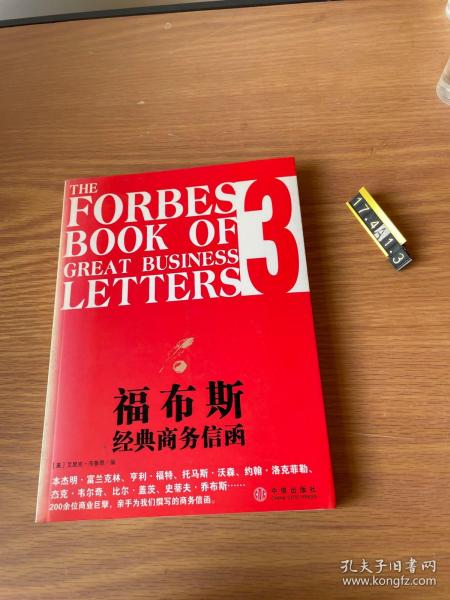 THE
FORBES
BOOK OF
GREAT BUSINESS
LETTERS
3
福布斯
经典商务信函
本杰明·富兰克林、亨利·福特、托马斯·沃森、约翰·洛克菲勒、
杰克·韦尔奇、比尔·盖茨、史蒂夫·乔布斯……
200余位商业巨擘,亲手为我们撰写的商务信函。
中信出版社
17.4A1.3
孔夫子旧书网
www.kongfz.com